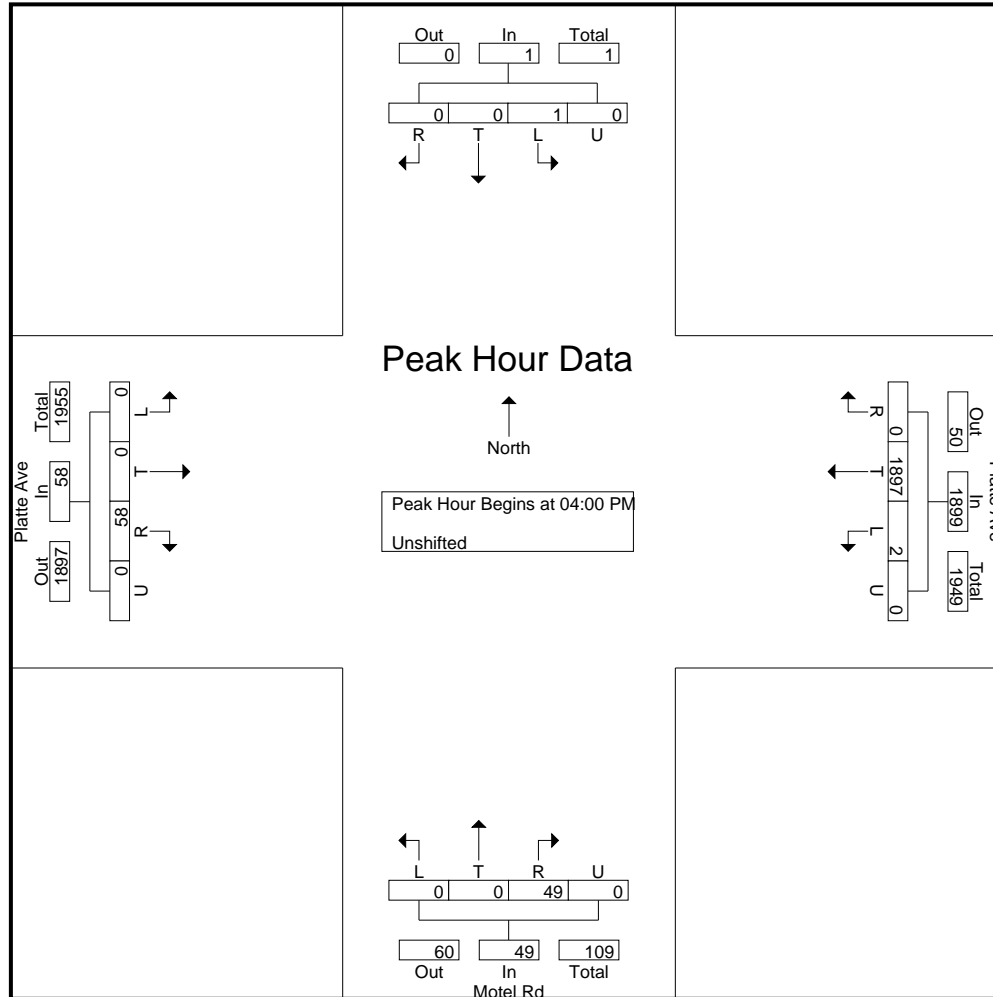 Out In Total
0 1 1
0 0 1 0
R T L U
Peak Hour Data
North
Peak Hour Begins at 04:00 PM
Unshifted
Platte Ave
Total In Out
1955 58 1897
0 0 58 0
L T R U
R T L U
0 1897 2 0
50 1899 1949
Out In Total
Platte Ave
L T R U
0 0 49 0
60 49 109
Out In Total
Motel Rd